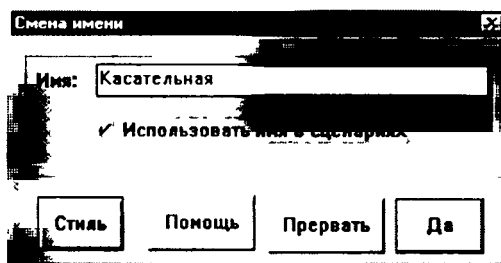 Смена имени
Имя: Касательная
Использовать имя в сценариях
Стиль Помощь Прервать Да